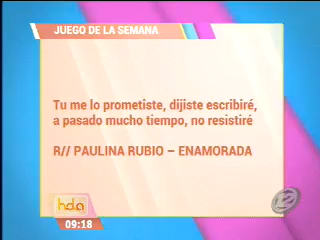 JUEGO DE LA SEMANA
Tu me lo prometiste, dijiste escribiré,
a pasado mucho tiempo, no resistiré
R// PAULINA RUBIO – ENAMORADA
hda
09:18
12